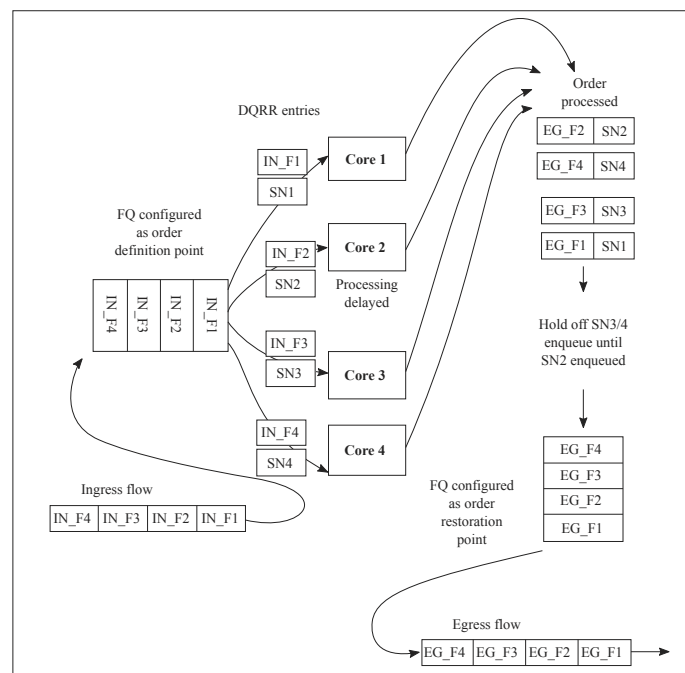 Order
processed
DQRR entries
EG_F2 SN2
IN_F1
Core 1
EG_F4 SN4
SN1
FQ configured
as order
definition point
EG_F3 SN3
IN_F2
Core 2
EG_F1 SN1
SN2
Processing
delayed
IN_F4 IN_F3 IN_F2 IN_F1
Hold off SN3/4
enqueue until
SN2 enqueued
IN_F3
SN3
Core 3
IN_F4
Core 4
SN4
EG_F4
EG_F3
EG_F2
EG_F1
FQ configured
as order
restoration
point
Ingress flow
IN_F4 IN_F3 IN_F2 IN_F1
Egress flow
EG_F4 EG_F3 EG_F2 EG_F1